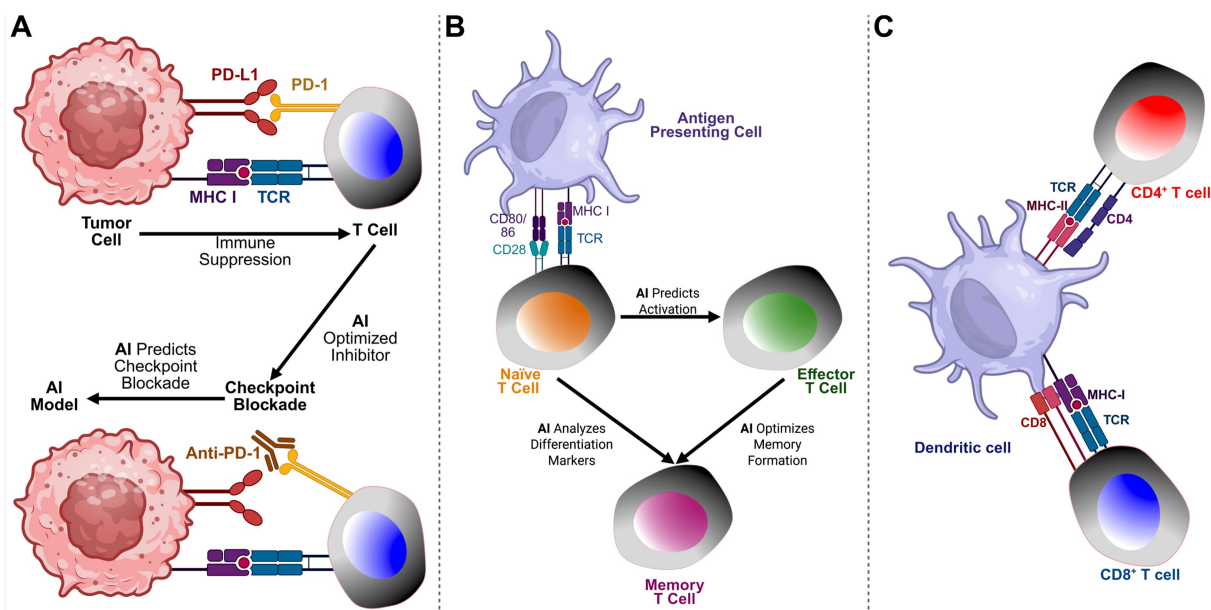 A
PD-L1
PD-1
MHC I
TCR
Tumor
Cell
Immune
Suppression
T Cell
AI
Optimized
Inhibitor
AI Predicts
Checkpoint
Blockade
AI
Model
Checkpoint
Blockade
Anti-PD-1
B
Antigen
Presenting Cell
CD80/
86
CD28
MHC I
TCR
AI Predicts
Activation
Naïve
T Cell
Effector
T Cell
AI Analyzes
Differentiation
Markers
AI Optimizes
Memory
Formation
Memory
T Cell
C
TCR
MHC-II
CD4
CD4⁺ T cell
Dendritic cell
CD8
MHC-I
TCR
CD8⁺ T cell